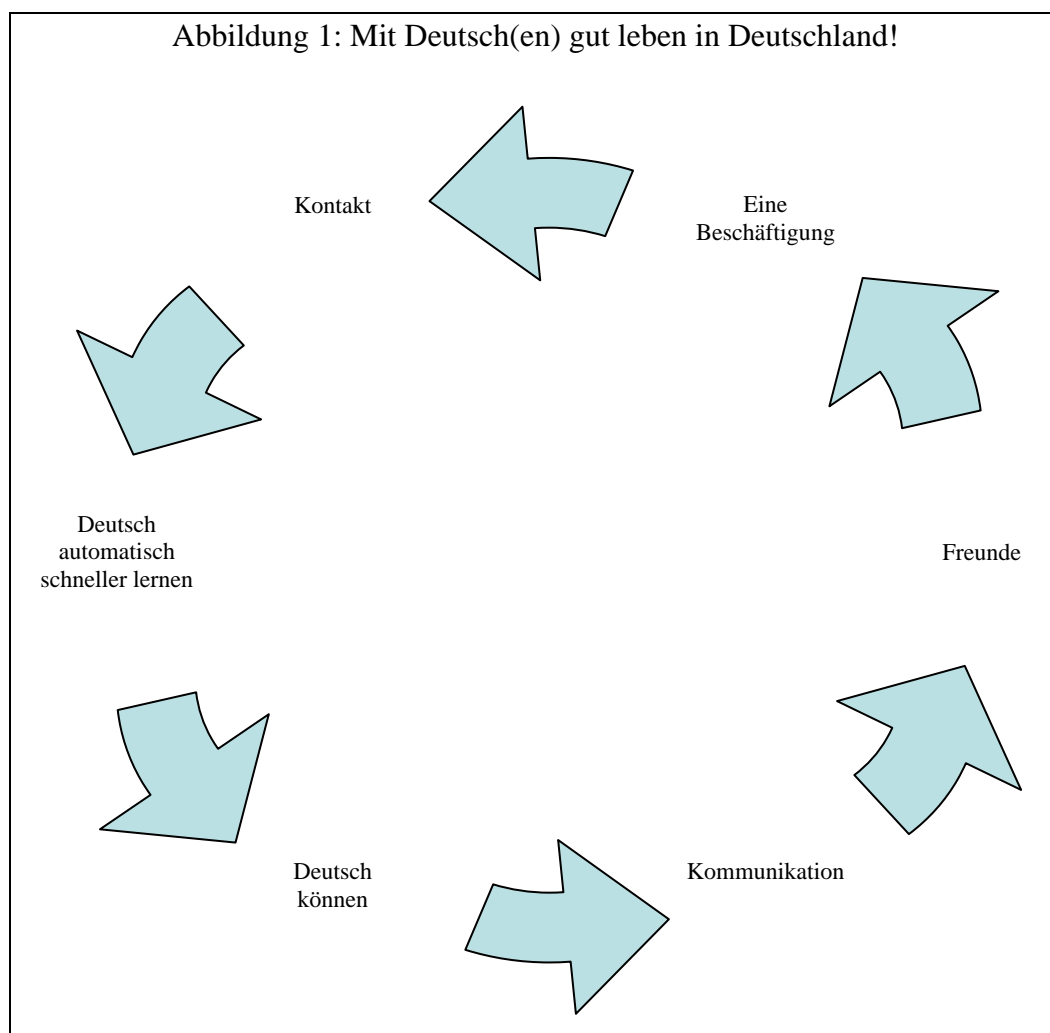 Abbildung 1: Mit Deutsch(en) gut leben in Deutschland!
Kontakt
Eine
Beschäftigung
Deutsch
automatisch
schneller lernen
Freunde
Deutsch
können
Kommunikation